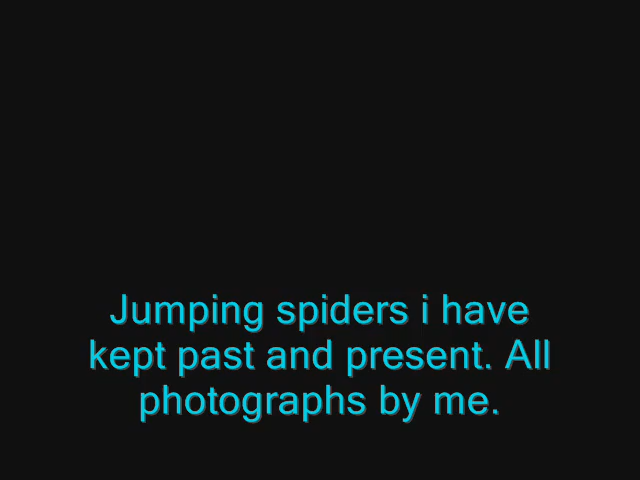 Jumping spiders i have
kept past and present. All
photographs by me.